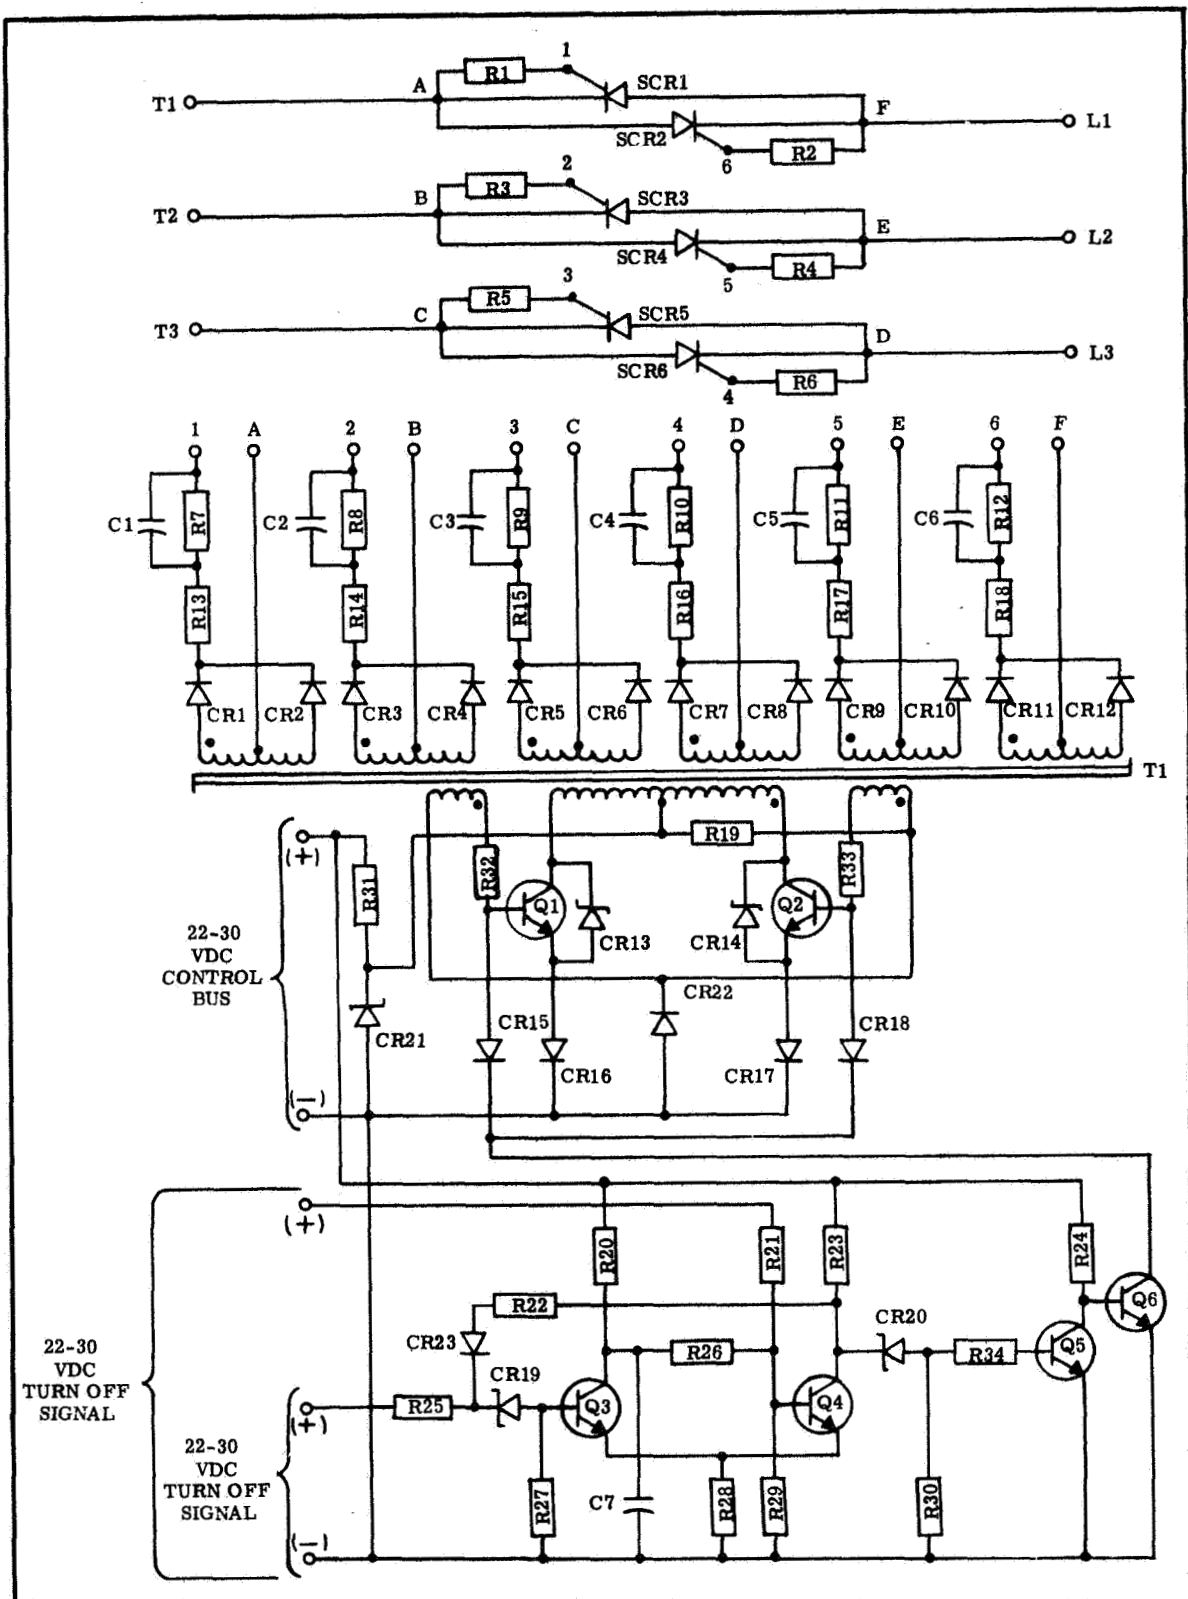 1
R1
SCR1
A
T1
F
L1
SCR2
R2
6
2
R3
SCR3
B
T2
E
L2
SCR4
R4
5
3
R5
SCR5
C
T3
D
L3
SCR6
R6
4
1 A 2 B 3 C 4 D 5 E 6 F
C1 R7 C2 R8 C3 R9 C4 R10 C5 R11 C6 R12
R13 R14 R15 R16 R17 R18
CR1 CR2 CR3 CR4 CR5 CR6 CR7 CR8 CR9 CR10 CR11 CR12
T1
(+)
R31
R32
R19
R33
Q1
Q2
CR13
CR14
22-30
VDC
CONTROL
BUS
CR22
CR21
CR15
CR18
CR16
CR17
(-)
(+)
R20
R21
R23
R24
R22
Q6
CR23
CR20
R26
R34
Q5
22-30
VDC
TURN OFF
SIGNAL
CR19
R25
Q3
Q4
(+)
22-30
VDC
TURN OFF
SIGNAL
R27
C7
R28
R29
R30
(-)